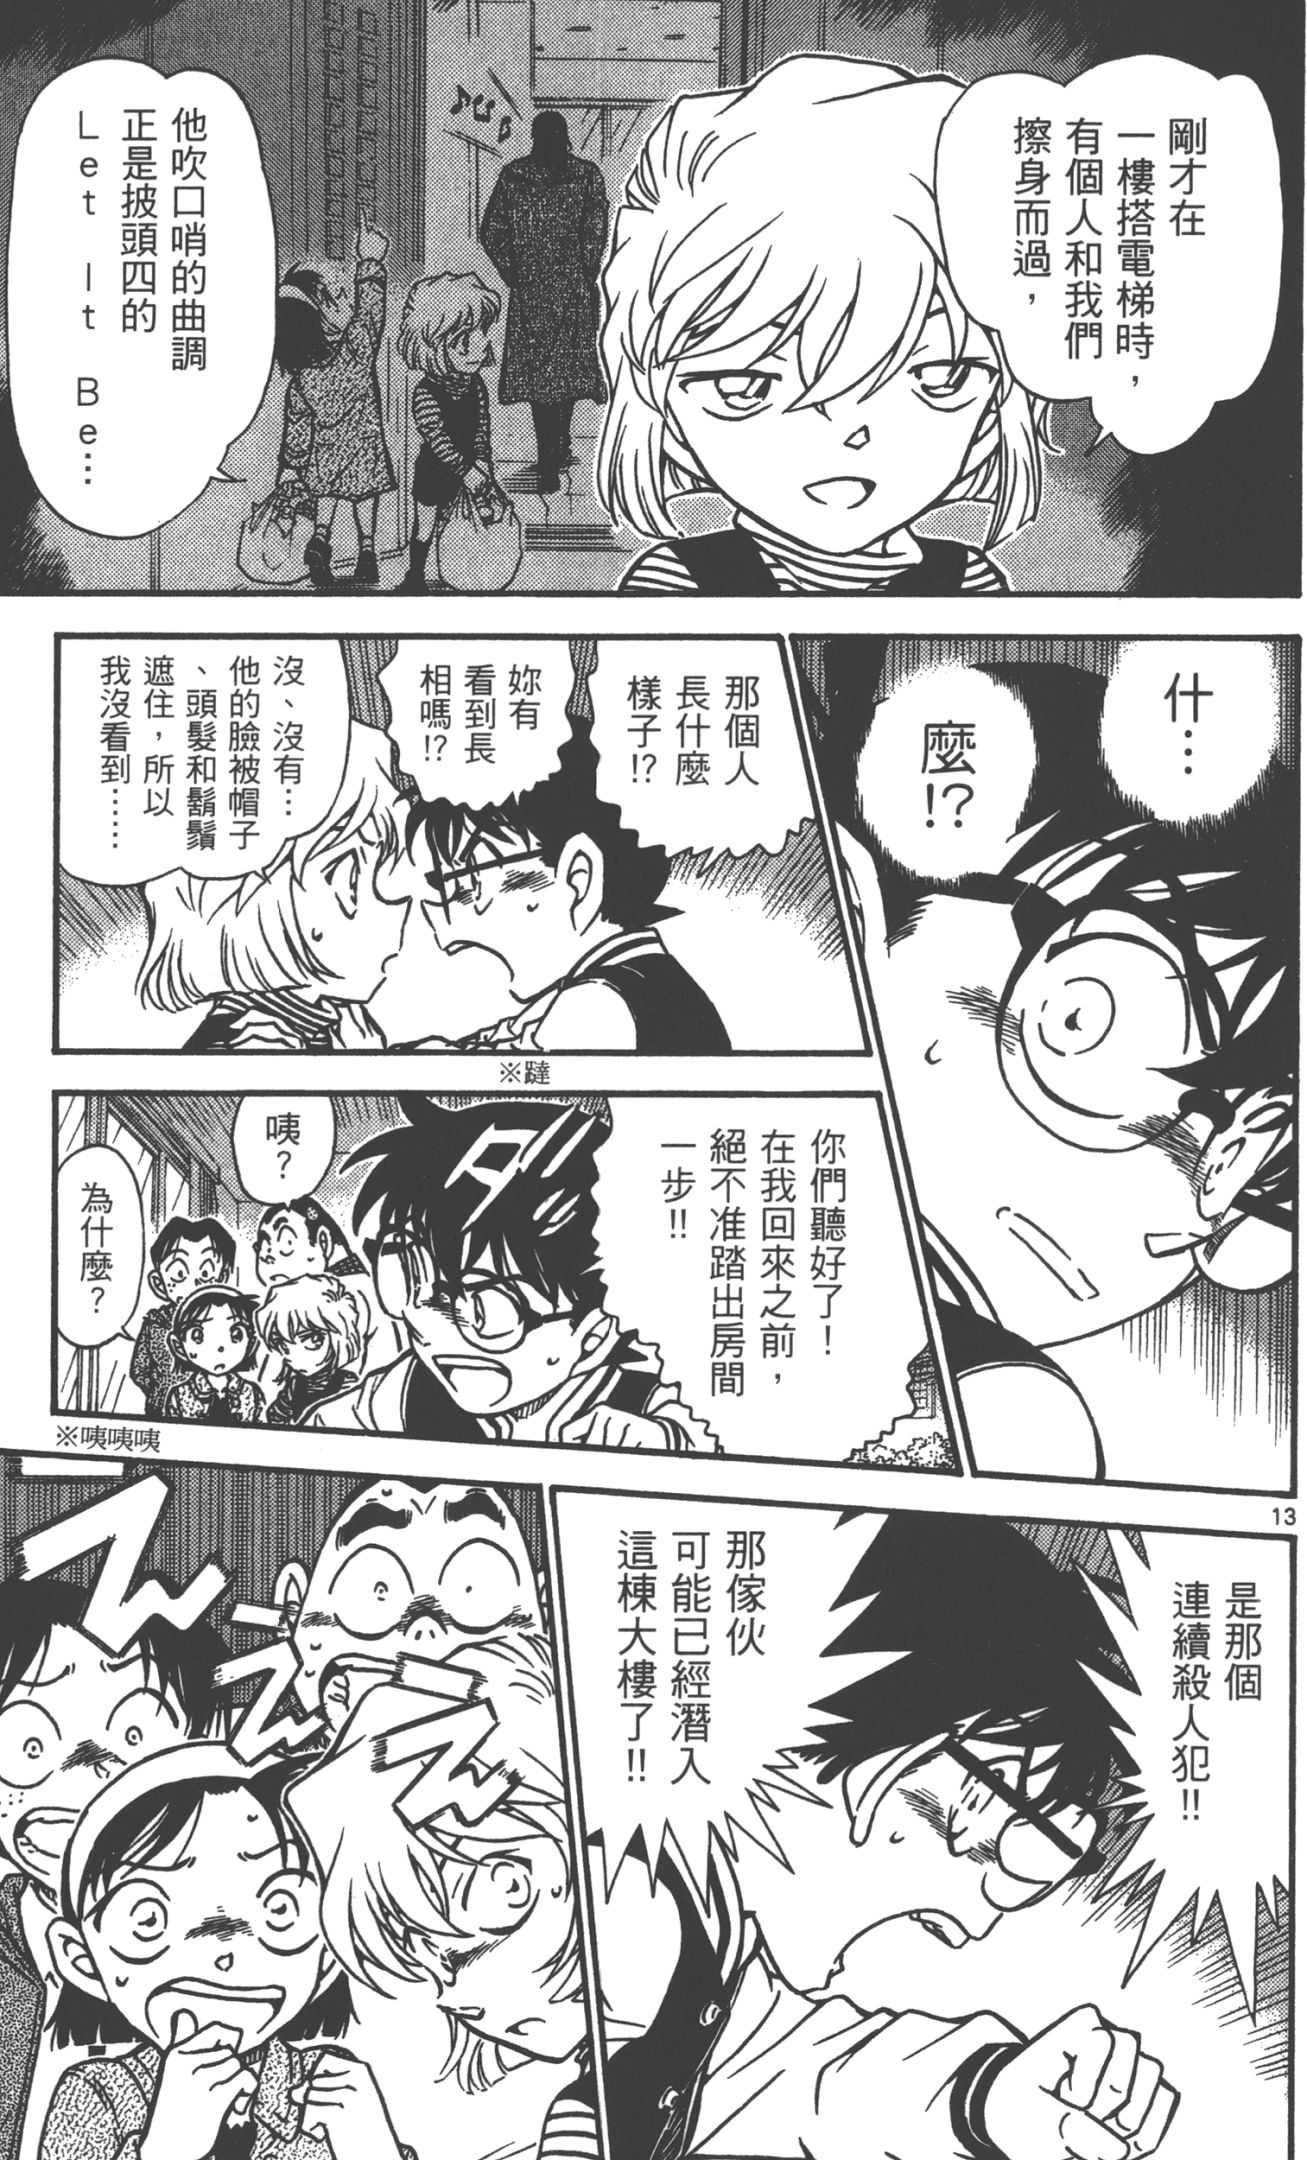 剛才在
一樓搭電梯時，
有個人和我們
擦身而過，
他吹口哨的曲調
正是披頭四的
Let It Be…
什…
麼!?
那個人
長什麼
樣子!?
妳有
看到長
相嗎!?
沒、沒有…
他的臉被帽子
、頭髮和鬍鬚
遮住，所以
我沒看到……
※躂
你們聽好了！
在我回來之前，
絕不准踏出房間
一步!!
咦？
為什麼？
※咦咦咦
13
是那個
連續殺人犯!!
那傢伙
可能已經潛入
這棟大樓了!!